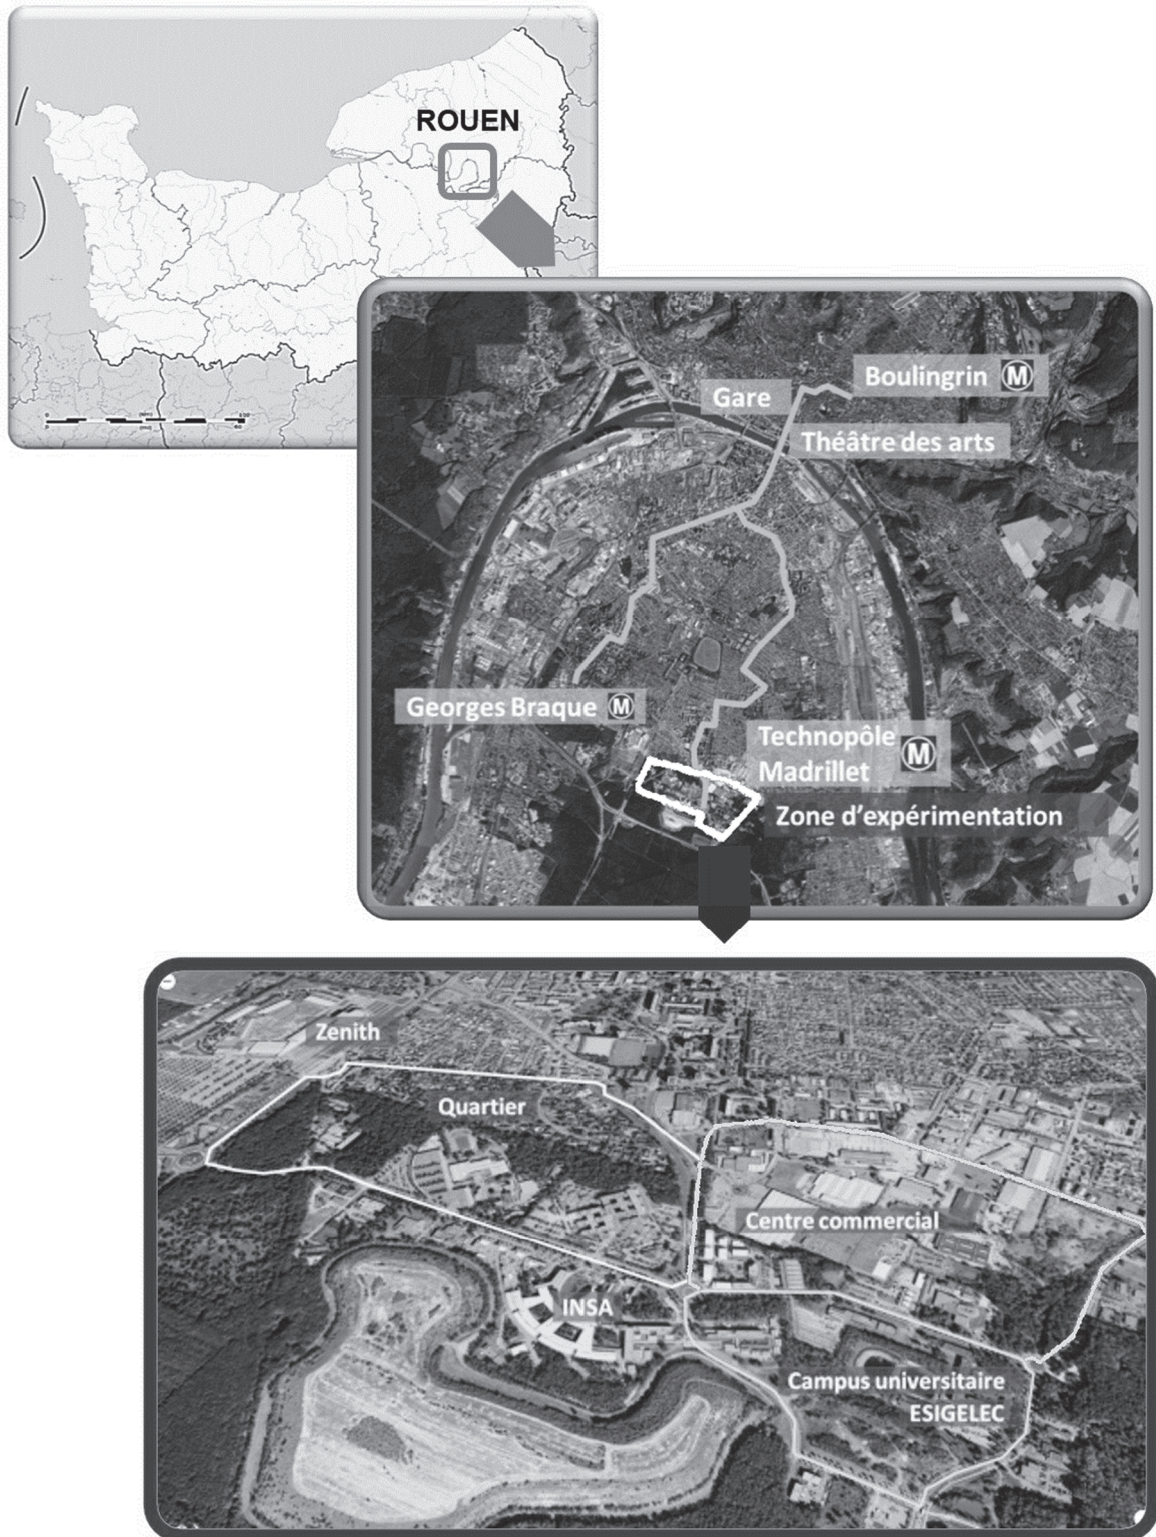 ROUEN
Boulingrin M
Gare
Théâtre des arts
Georges Braque M
Technopôle M
Madrillet
Zone d'expérimentation
Zenith
Quartier
Centre commercial
INSA
Campus universitaire
ESIGELEC